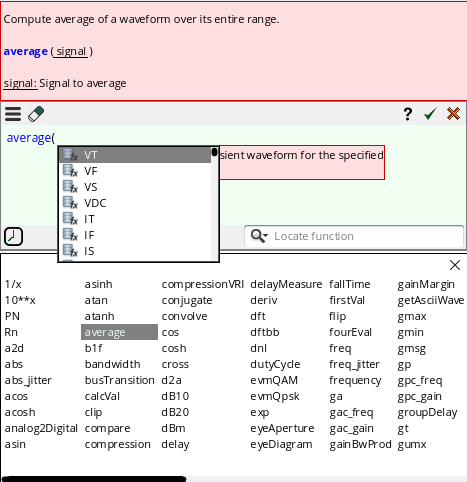 Compute average of a waveform over its entire range.
average ( signal )
signal: Signal to average
?
average(
VT
sient waveform for the specified
VF
VS
VDC
IT
IF
IS
Locate function
1/x asinh compressionVRI delayMeasure fallTime gainMargin
10**x atan conjugate deriv firstVal getAsciiWave
PN atanh convolve dft flip gmax
Rn average cos dftbb fourEval gmin
a2d b1f cosh dnl freq gmsg
abs bandwidth cross dutyCycle freq_jitter gp
abs_jitter busTransition d2a evmQAM frequency gpc_freq
acos calcVal dB10 evmQpsk ga gpc_gain
acosh clip dB20 exp gac_freq groupDelay
analog2Digital compare dBm eyeAperture gac_gain gt
asin compression delay eyeDiagram gainBwProd gumx